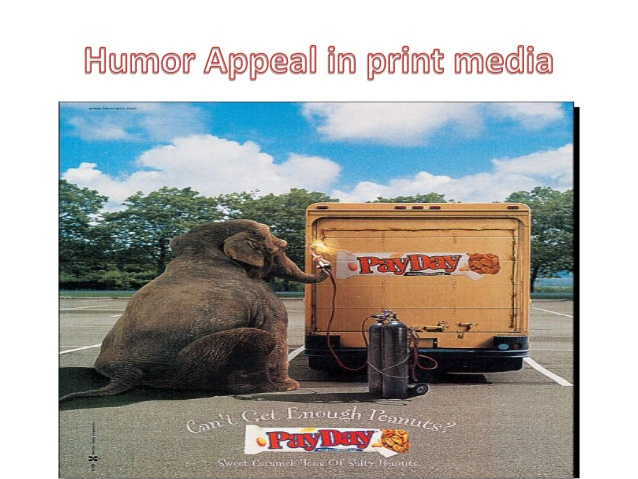 Humor Appeal in print media
PayDay
Can't Get Enough Peanuts?
PayDay
Sweet Caramel. Tons Of Salty Peanuts.